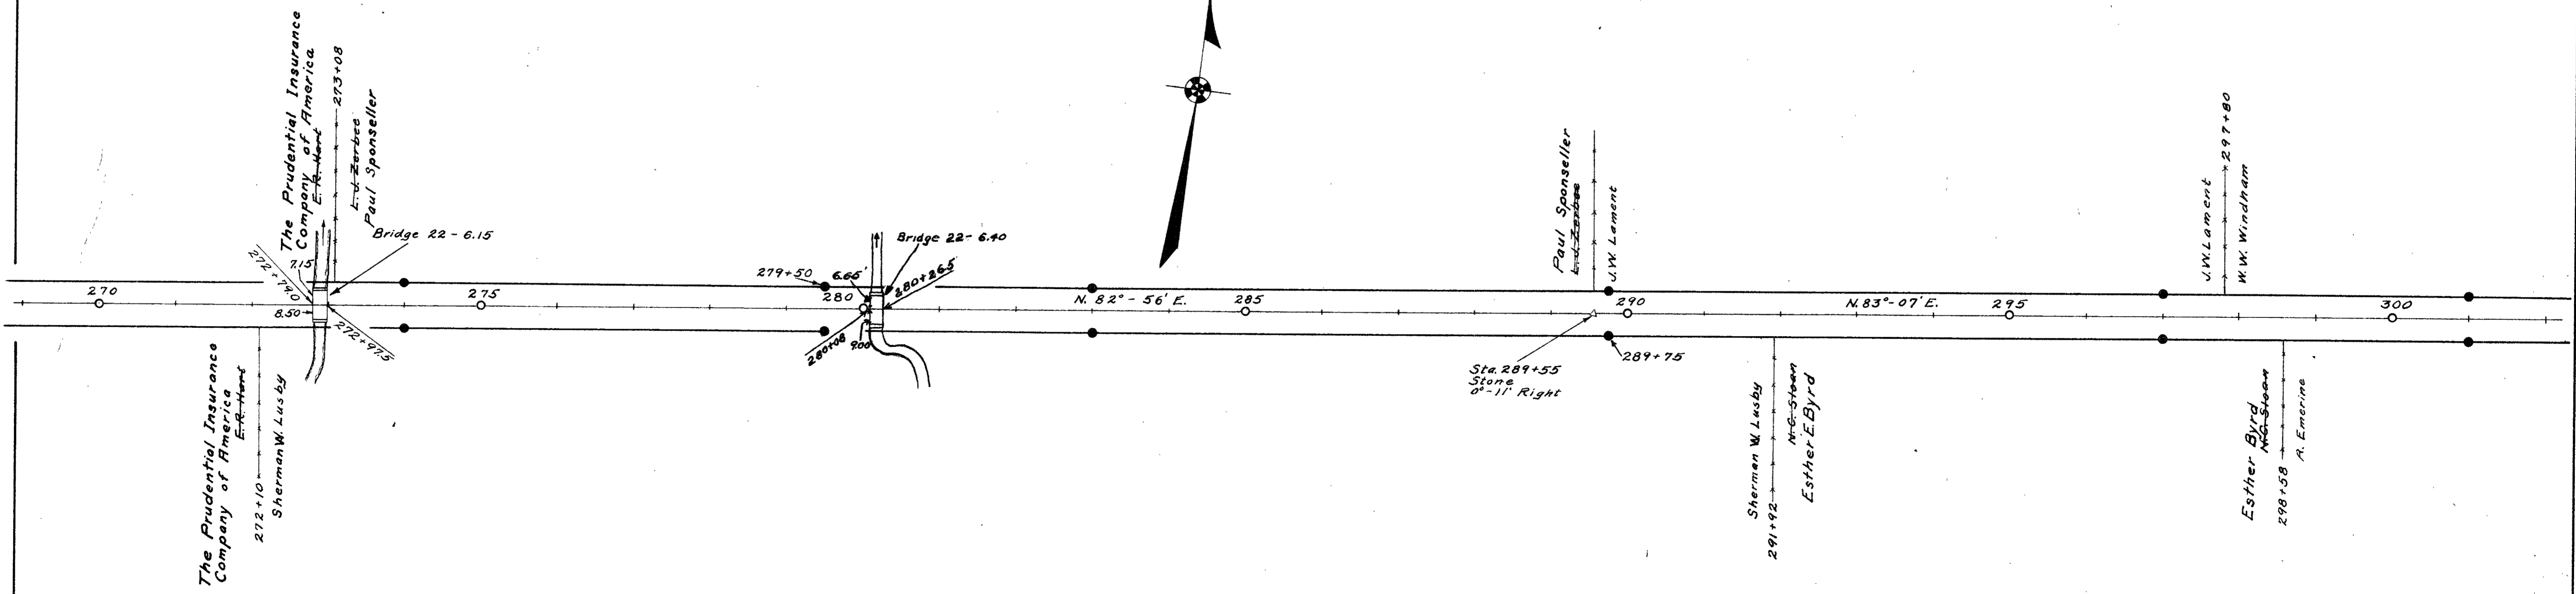 The Prudential Insurance
Company of America
E. R. Hart
273+08
L. J. Zerbee
Paul Sponseller
Bridge 22-6.15
7.15
272+79.0
8.50
272+97.5
270
275
279+50
6.65'
280
Bridge 22-6.40
280+26.5
280+08
9.00
N. 82°-56' E.
285
Paul Sponseller
L. J. Zerbee
J.W. Lament
290
N. 83°-07' E.
295
J.W. Lament
297+80
W.W. Windham
300
The Prudential Insurance
Company of America
E.R. Hart
272+10
Sherman W. Lusby
Sta. 289+55
Stone
0°-11' Right
289+75
Sherman W. Lusby
291+92
N.C. Sloan
Esther E. Byrd
Esther Byrd
N.C. Sloan
298+58
A. Emerine